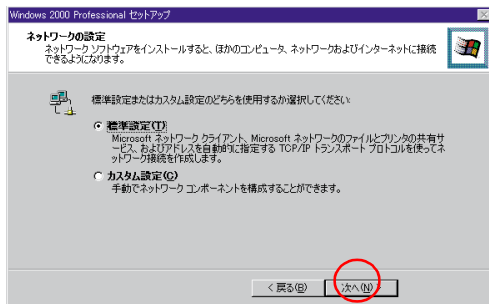 Windows 2000 Professional セットアップ
ネットワークの設定
ネットワーク ソフトウェアをインストールすると、ほかのコンピュータ、ネットワークおよびインターネットに接続
できるようになります。
標準設定またはカスタム設定のどちらを使用するか選択してください
標準設定(T)
Microsoft ネットワーク クライアント、Microsoft ネットワークのファイルとプリンタの共有サ
ービス、およびアドレスを自動的に指定する TCP/IP トランスポート プロトコルを使ってネ
ットワーク接続を作成します。
カスタム設定(C)
手動でネットワーク コンポーネントを構成することができます。
< 戻る(B) 次へ(N) >